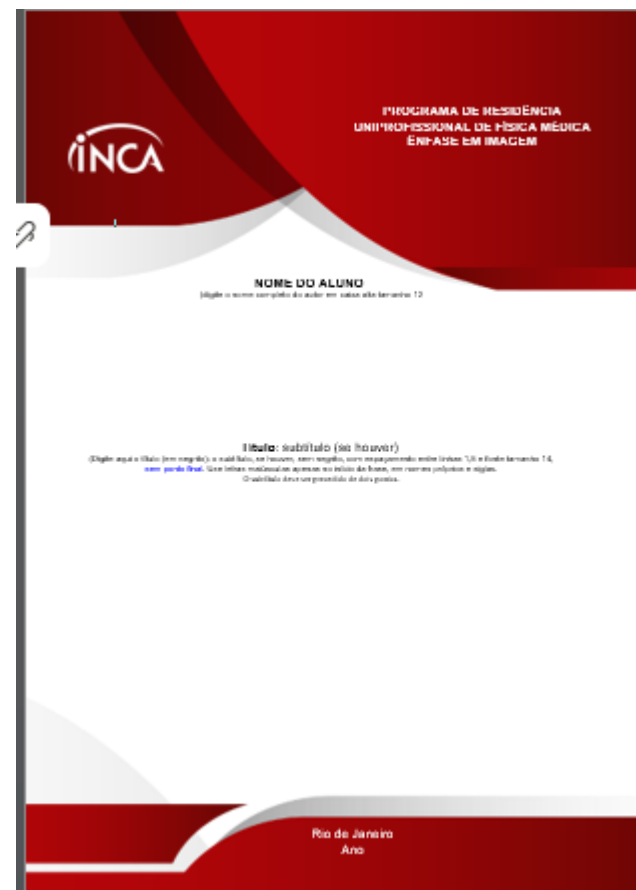 PROGRAMA DE RESIDÊNCIA
UNIPROFISSIONAL DE FÍSICA MÉDICA
ÊNFASE EM IMAGEM
INCA
NOME DO ALUNO
(digite o nome completo do autor em caixa alta tamanho 12
Título: subtítulo (se houver)
(Digite aqui o título (em negrito); o subtítulo, se houver, sem negrito, com espaçamento entre linhas 1,5 e fonte tamanho 14,
sem ponto final. Use letras maiúsculas apenas no início da frase, em nomes próprios e siglas.
O subtítulo deve ser precedido de dois pontos.
Rio de Janeiro
Ano